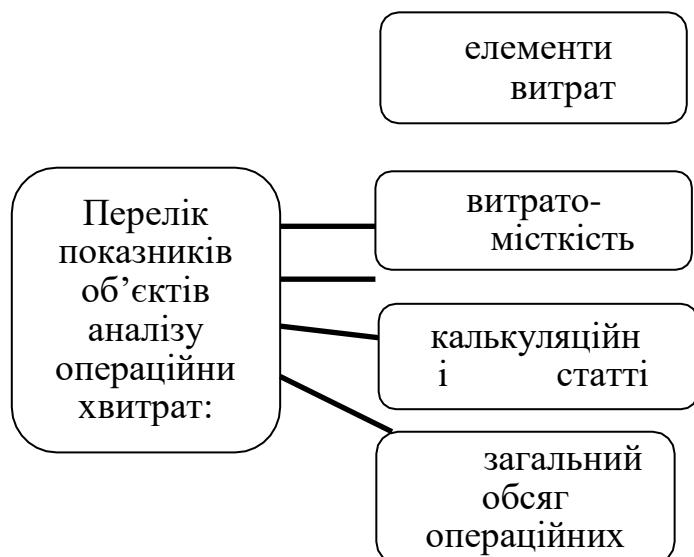 елементи
витрат
Перелік
показників
об’єктів
аналізу
операційни
хвитрат:
витрато-
місткість
калькуляційн
і статті
загальний
обсяг
операційних